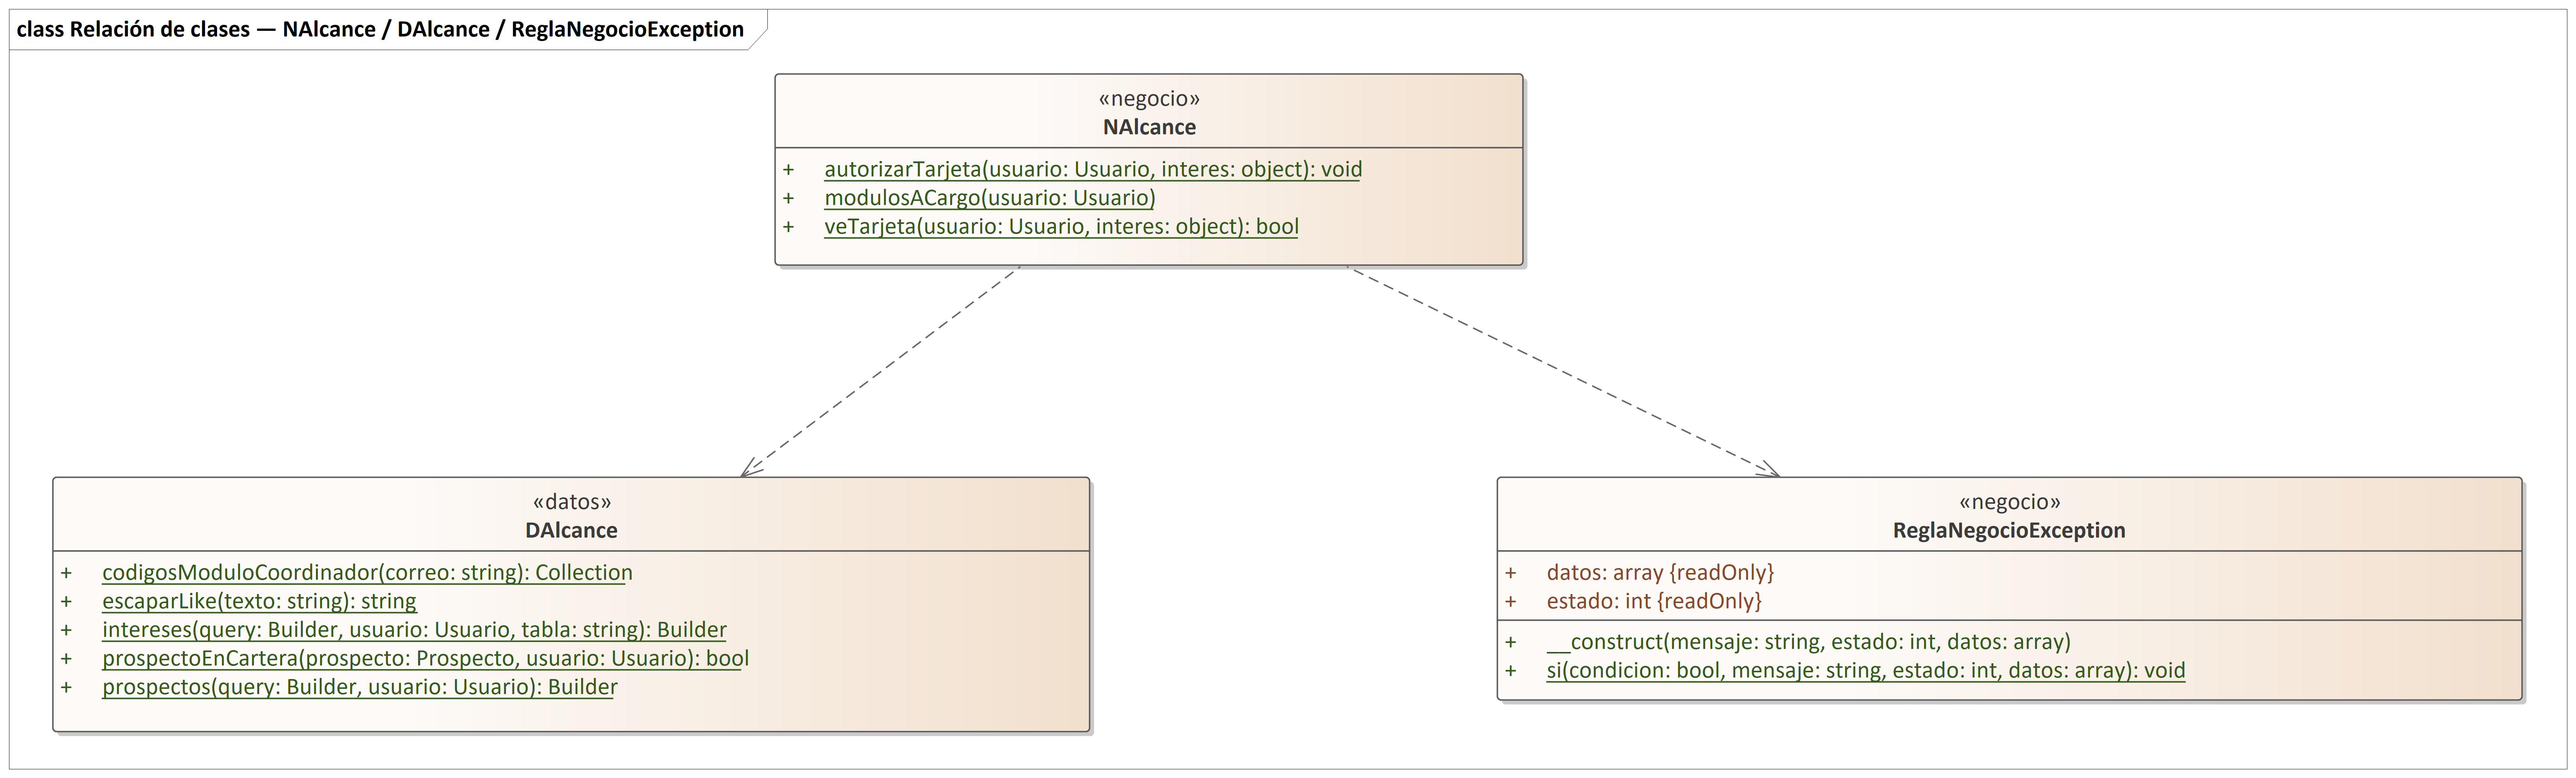 class Relación de clases — NAlcance / DAlcance / ReglaNegocioException
«negocio»
NAlcance
+ autorizarTarjeta(usuario: Usuario, interes: object): void
+ modulosACargo(usuario: Usuario)
+ veTarjeta(usuario: Usuario, interes: object): bool
«datos»
DAlcance
+ codigosModuloCoordinador(correo: string): Collection
+ escaparLike(texto: string): string
+ intereses(query: Builder, usuario: Usuario, tabla: string): Builder
+ prospectoEnCartera(prospecto: Prospecto, usuario: Usuario): bool
+ prospectos(query: Builder, usuario: Usuario): Builder
«negocio»
ReglaNegocioException
+ datos: array {readOnly}
+ estado: int {readOnly}
+ __construct(mensaje: string, estado: int, datos: array)
+ si(condicion: bool, mensaje: string, estado: int, datos: array): void